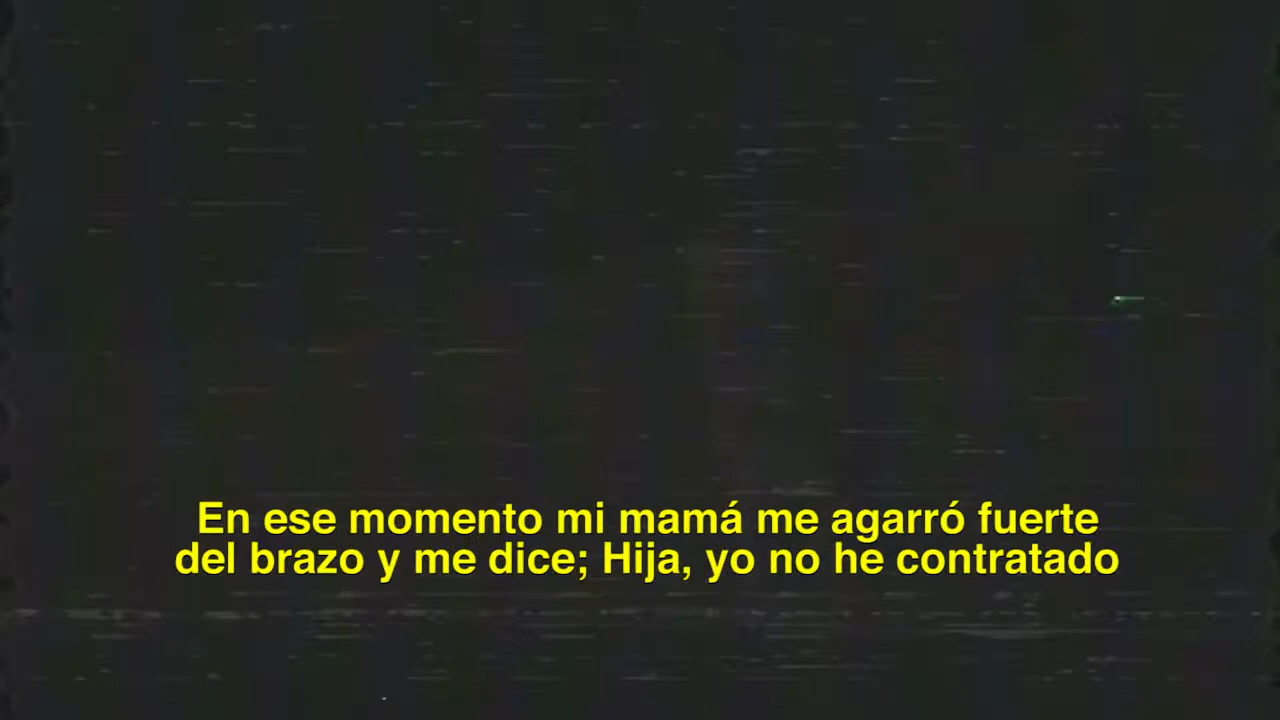 En ese momento mi mamá me agarró fuerte
del brazo y me dice; Hija, yo no he contratado